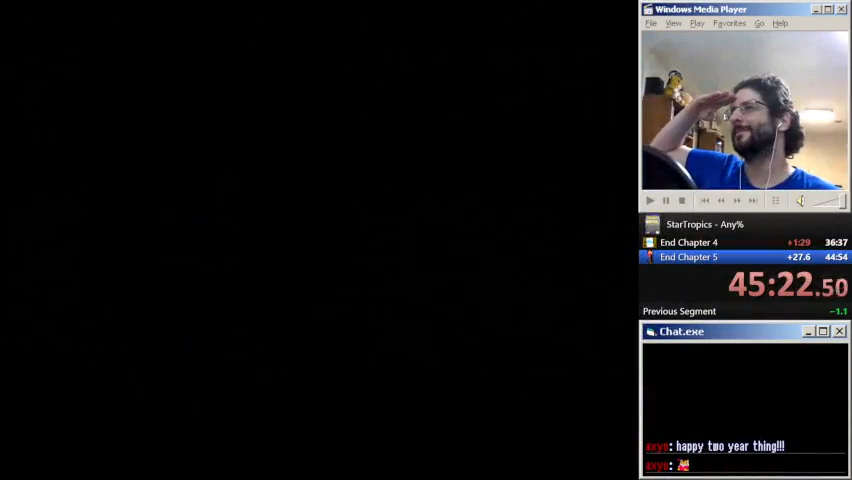 Windows Media Player
File View Play Favorites Go Help
StarTropics - Any%
End Chapter 4 +1:29 36:37
End Chapter 5 +27.6 44:54
45:22.50
Previous Segment -1.1
Chat.exe
axyo: happy two year thing!!!
axyo: